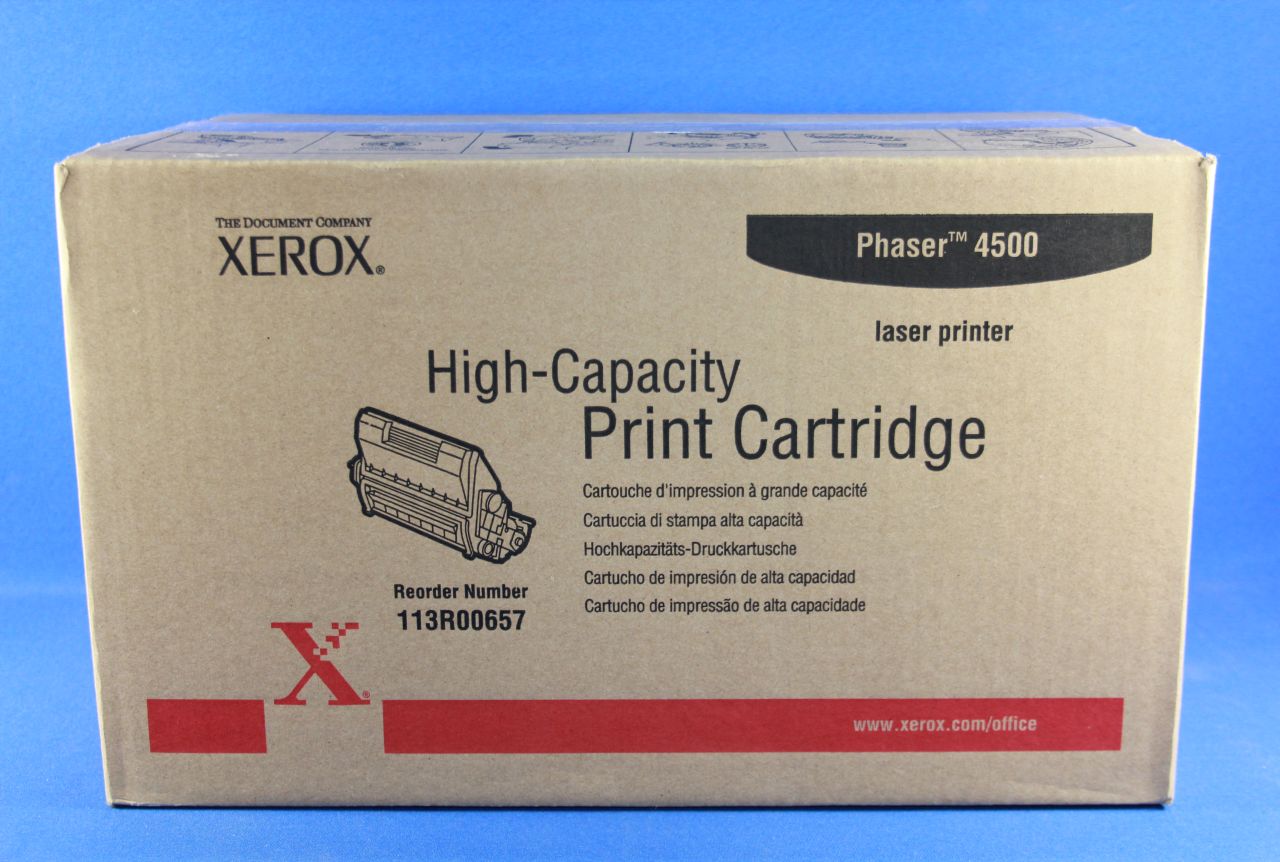 THE DOCUMENT COMPANY
XEROX®
Phaser™ 4500
laser printer
High-Capacity
Print Cartridge
Cartouche d'impression à grande capacité
Cartuccia di stampa alta capacità
Hochkapazitäts-Druckkartusche
Cartucho de impresión de alta capacidad
Cartucho de impressão de alta capacidade
Reorder Number
113R00657
X®
www.xerox.com/office